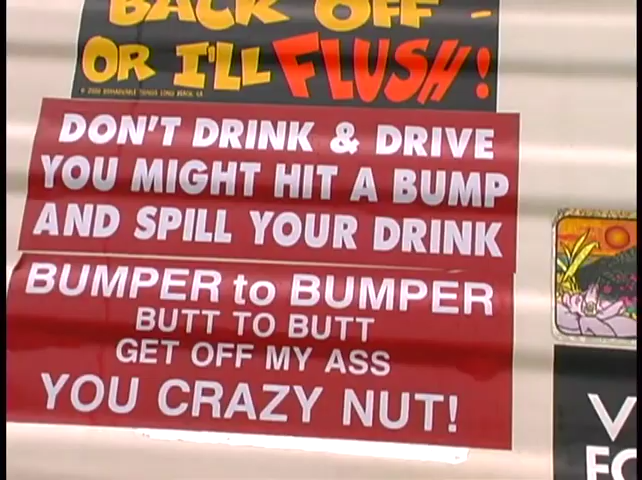 BACK OFF -
OR I'LL FLUSH!
DON'T DRINK & DRIVE
YOU MIGHT HIT A BUMP
AND SPILL YOUR DRINK
BUMPER to BUMPER
BUTT TO BUTT
GET OFF MY ASS
YOU CRAZY NUT!